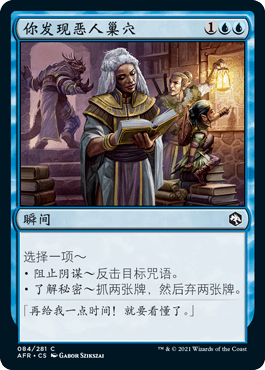 你发现恶人巢穴 1
瞬间
选择一项～
• 阻止阴谋～反击目标咒语。
• 了解秘密～抓两张牌，然后弃两张牌。
「再给我一点时间！就要看懂了。」
084/281 C
AFR • CS GABOR SZIKSZAI
™ & © 2021 Wizards of the Coast